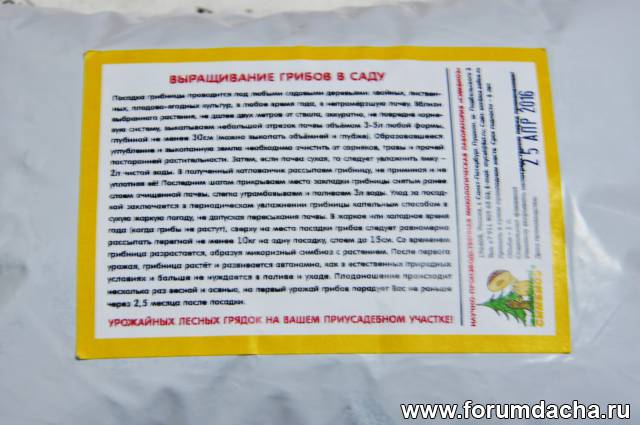 ВЫРАЩИВАНИЕ ГРИБОВ В САДУ
Посадка грибницы проводится под любыми садовыми деревьями: хвойных, листвен-
ных, плодово-ягодных культур, в любое время года, в непромёрзшую почву. Вблизи
выбранного растения, не далее двух метров от ствола, аккуратно, не повредив корне-
вую систему, выкапываем небольшой отрезок почвы объёмом 3-5л любой формы,
глубиной не менее 30см (можно выкопать объёмней и глубже). Образовавшееся
углубление и выкопанную земля необходимо очистить от сорняков, травы и прочей
посторонней растительности. Затем, если почва сухая, то следует увлажнить ямку –
2л чистой воды. В полученный котлованчик рассыпаем грибницу, не приминая и не
уплотняя её! Последним шагом прикрываем место закладки грибницы снятым ранее
слоем очищенной почвы, слегка утрамбовываем и поливаем 3л воды. Уход за посад-
кой заключается в периодическом увлажнении грибницы капельным способом в
сухую жаркую погоду, не допуская пересыхания почвы. В жаркое или холодное время
года (когда грибы не растут), сверху на место посадки грибов следует равномерно
рассыпать перегной не менее 10кг на одну посадку, слоем до 15см. Со временем
грибница разрастается, образуя микоризный симбиоз с растением. После первого
урожая, грибница растёт и развивается автономно, как в естественных природных
условиях и больше не нуждается в поливе и уходе. Плодоношение происходит
несколько раз весной и осенью, но первый урожай грибов порадует Вас не раньше
через 2,5 месяца после посадки.
УРОЖАЙНЫХ ЛЕСНЫХ ГРЯДОК НА ВАШЕМ ПРИУСАДЕБНОМ УЧАСТКЕ!
НАУЧНО-ПРОИЗВОДСТВЕННАЯ МИКОЛОГИЧЕСКАЯ ЛАБОРАТОРИЯ «СИМБИОЗ»
25 АПР 2016
СИМБИОЗ
www.forumdacha.ru